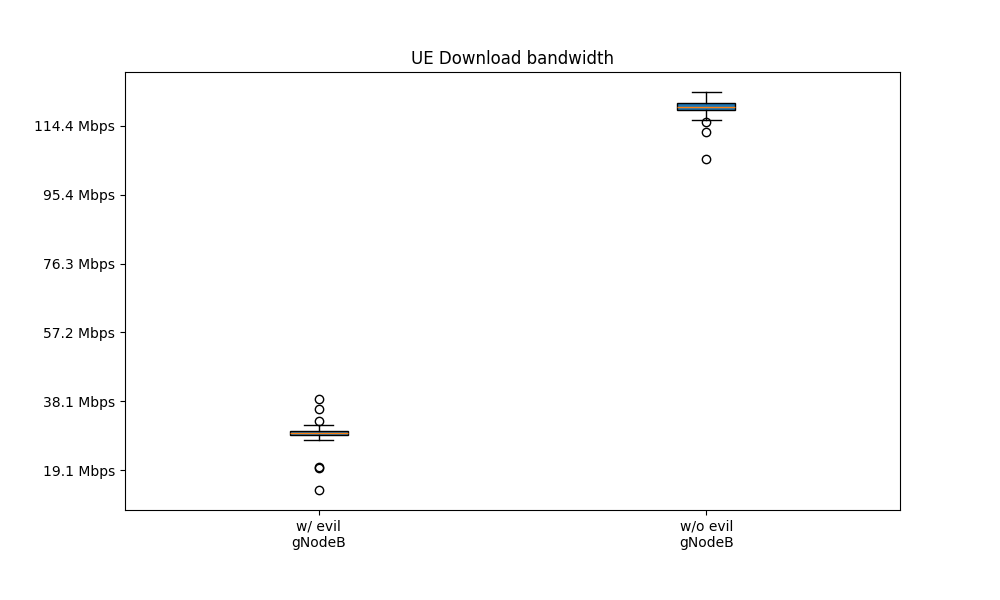 UE Download bandwidth
114.4 Mbps
95.4 Mbps
76.3 Mbps
57.2 Mbps
38.1 Mbps
19.1 Mbps
w/ evil
gNodeB
w/o evil
gNodeB